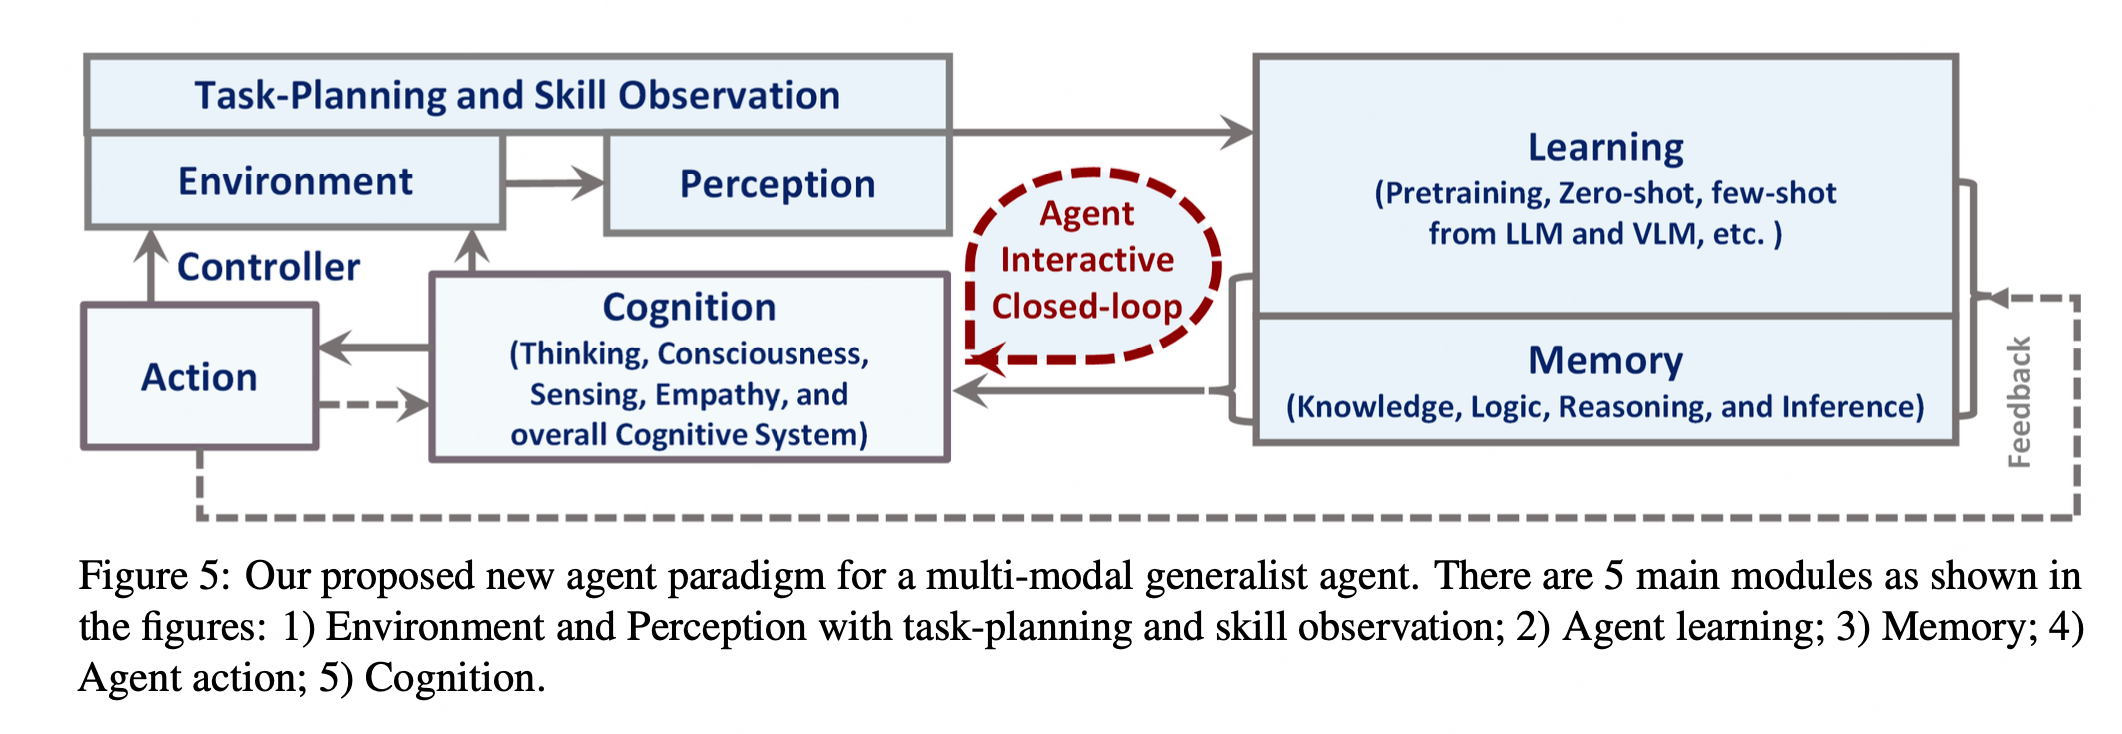 Task-Planning and Skill Observation
Environment
Perception
Controller
Action
Cognition
(Thinking, Consciousness,
Sensing, Empathy, and
overall Cognitive System)
Agent
Interactive
Closed-loop
Learning
(Pretraining, Zero-shot, few-shot
from LLM and VLM, etc. )
Memory
(Knowledge, Logic, Reasoning, and Inference)
Feedback
Figure 5: Our proposed new agent paradigm for a multi-modal generalist agent. There are 5 main modules as shown in
the figures: 1) Environment and Perception with task-planning and skill observation; 2) Agent learning; 3) Memory; 4)
Agent action; 5) Cognition.